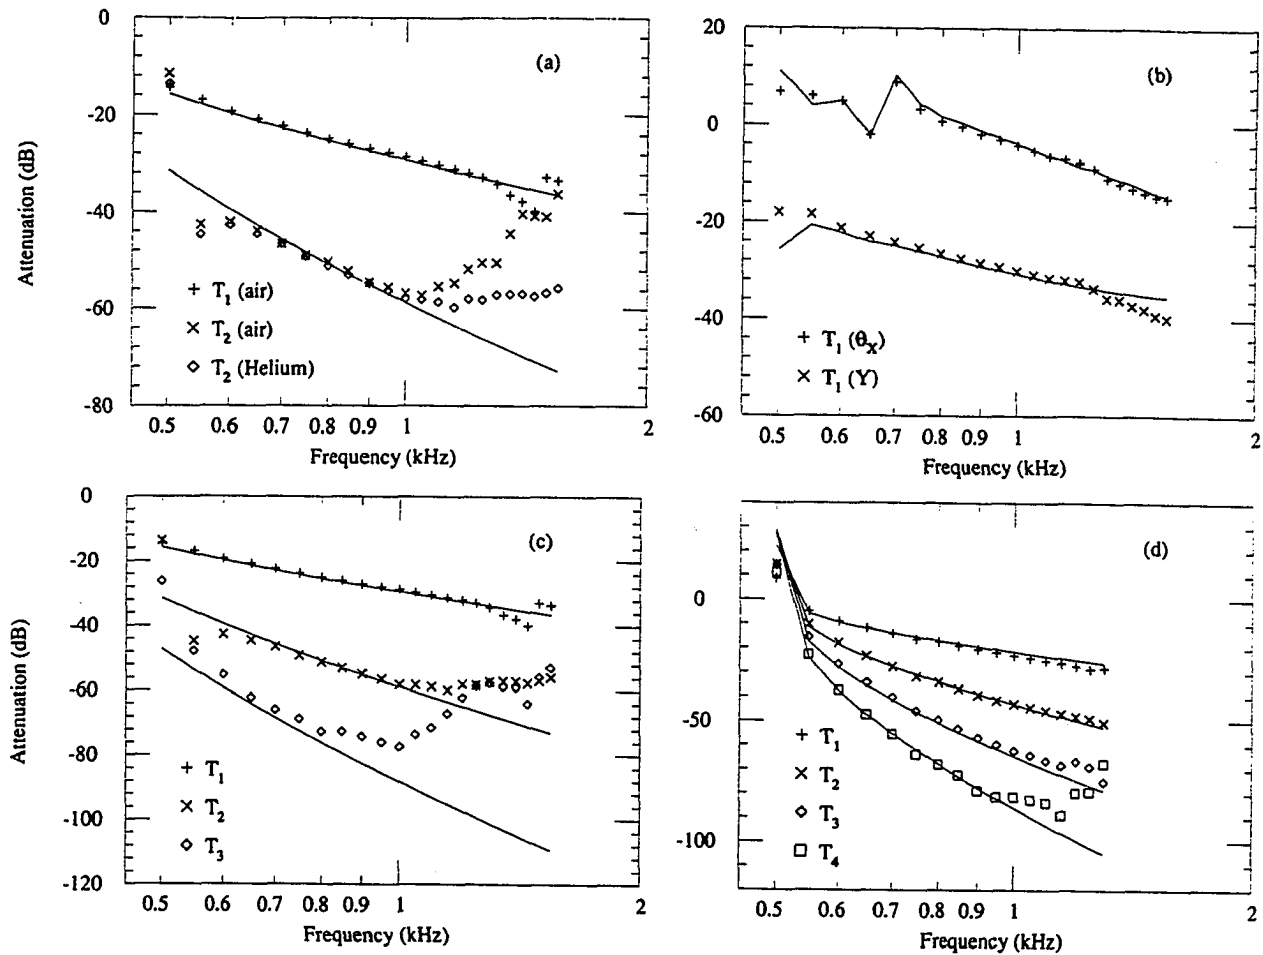 0
-20
-40
-60
-80
Attenuation (dB)
(a)
+ T1 (air)
× T2 (air)
◇ T2 (Helium)
0.5 0.6 0.7 0.8 0.9 1 2
Frequency (kHz)
20
0
-20
-40
-60
(b)
+ T1 (θX)
× T1 (Y)
0.5 0.6 0.7 0.8 0.9 1 2
Frequency (kHz)
0
-20
-40
-60
-80
-100
-120
Attenuation (dB)
(c)
+ T1
× T2
◇ T3
0.5 0.6 0.7 0.8 0.9 1 2
Frequency (kHz)
0
-50
-100
(d)
+ T1
× T2
◇ T3
□ T4
0.5 0.6 0.7 0.8 0.9 1 2
Frequency (kHz)